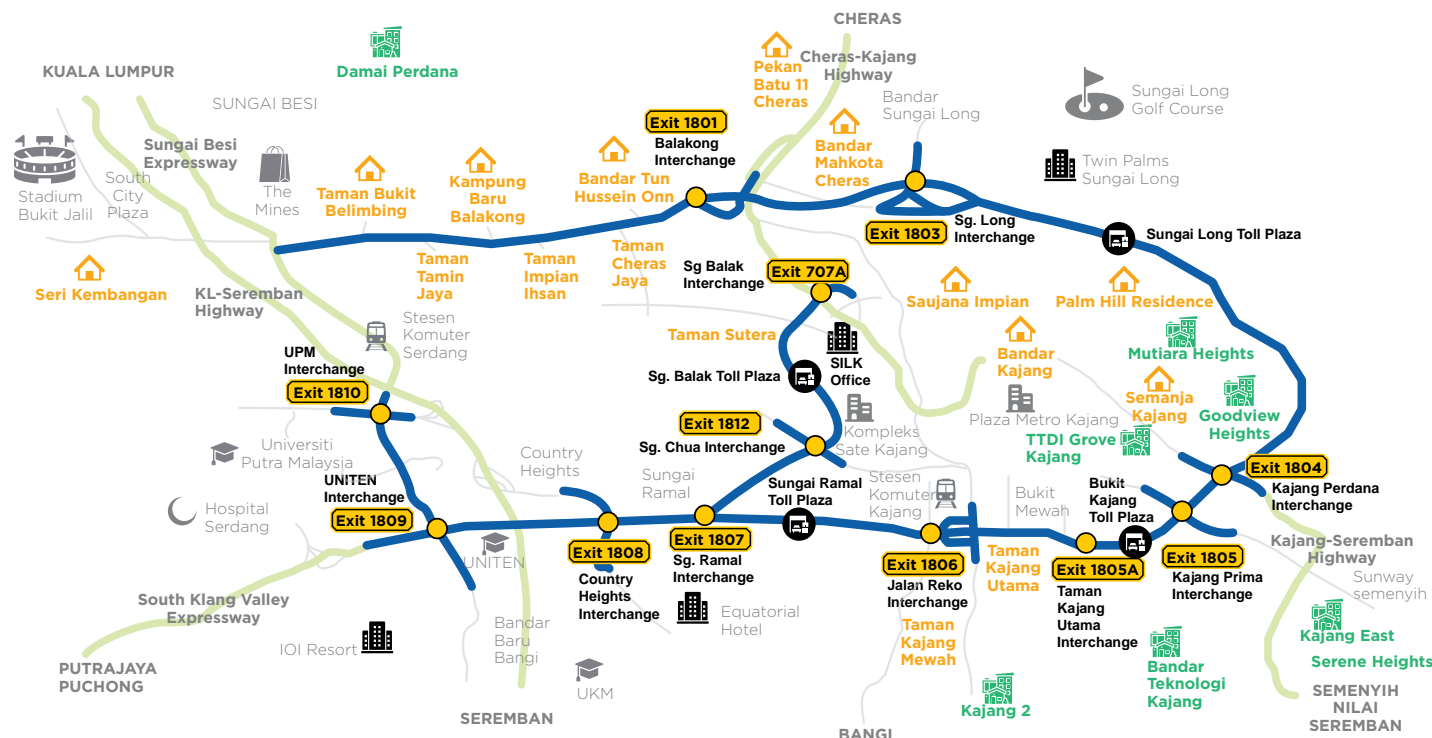 CHERAS
KUALA LUMPUR
Damai Perdana
SUNGAI BESI
Pekan
Batu 11
Cheras
Cheras-Kajang
Highway
Bandar
Sungai Long
Sungai Long
Golf Course
Exit 1801
Balakong
Interchange
Sungai Besi
Expressway
Stadium
Bukit Jalil
South
City
Plaza
The
Mines
Taman Bukit
Belimbing
Kampung
Baru
Balakong
Bandar Tun
Hussein Onn
Bandar
Mahkota
Cheras
Twin Palms
Sungai Long
Exit 1803
Sg. Long
Interchange
Sungai Long Toll Plaza
Seri Kembangan
KL-Seremban
Highway
Taman
Tamin
Jaya
Taman
Impian
Ihsan
Taman
Cheras
Jaya
Sg Balak
Interchange
Exit 707A
Saujana Impian
Palm Hill Residence
Stesen
Komuter
Serdang
Taman Sutera
SILK
Office
Bandar
Kajang
Mutiara Heights
UPM
Interchange
Exit 1810
Sg. Balak Toll Plaza
Semanja
Kajang
Goodview
Heights
Plaza Metro Kajang
Exit 1812
Sg. Chua Interchange
Kompleks
Sate Kajang
TTDI Grove
Kajang
Universiti
Putra Malaysia
Country
Heights
Sungai
Ramal
Exit 1804
Kajang Perdana
Interchange
UNITEN
Interchange
Exit 1809
Sungai Ramal
Toll Plaza
Stesen
Komuter
Kajang
Bukit
Mewah
Bukit
Kajang
Toll Plaza
Hospital
Serdang
UNITEN
Exit 1808
Country
Heights
Interchange
Exit 1807
Sg. Ramal
Interchange
Exit 1806
Jalan Reko
Interchange
Taman
Kajang
Utama
Exit 1805A
Taman
Kajang
Utama
Interchange
Exit 1805
Kajang Prima
Interchange
Kajang-Seremban
Highway
Sunway
semenyih
South Klang Valley
Expressway
IOI Resort
Bandar
Baru
Bangi
Equatorial
Hotel
Taman
Kajang
Mewah
Kajang East
Serene Heights
Bandar
Teknologi
Kajang
PUTRAJAYA
PUCHONG
UKM
Kajang 2
SEREMBAN
BANGI
SEMENYIH
NILAI
SEREMBAN